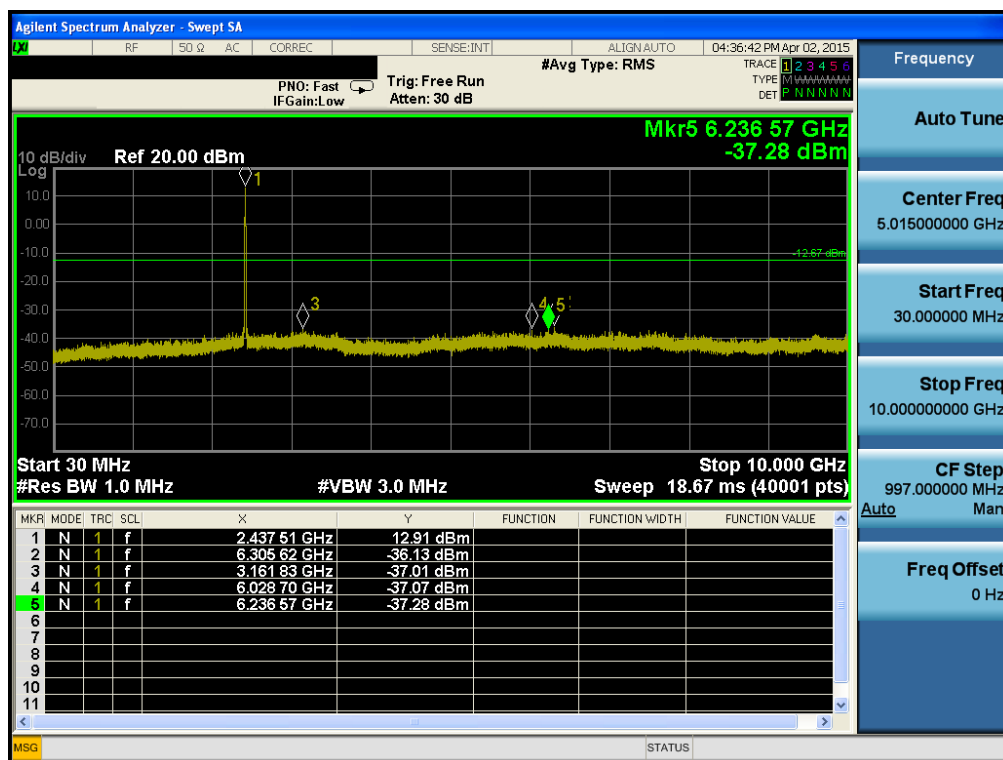 Agilent Spectrum Analyzer - Swept SA
LXI RF 50 Ω AC CORREC SENSE:INT ALIGN AUTO 04:36:42 PM Apr 02, 2015
PNO: Fast
IFGain:Low
Trig: Free Run
Atten: 30 dB
#Avg Type: RMS
TRACE 1 2 3 4 5 6
TYPE M
DET P N N N N N
Mkr5 6.236 57 GHz
-37.28 dBm
10 dB/div Ref 20.00 dBm
Log
10.0
0.00
-10.0
-20.0
-30.0
-40.0
-50.0
-60.0
-70.0
1
3
4
5
-12.67 dBm
Start 30 MHz Stop 10.000 GHz
#Res BW 1.0 MHz #VBW 3.0 MHz Sweep 18.67 ms (40001 pts)
MKR MODE TRC SCL X Y FUNCTION FUNCTION WIDTH FUNCTION VALUE
1 N 1 f 2.437 51 GHz 12.91 dBm
2 N 1 f 6.305 62 GHz -36.13 dBm
3 N 1 f 3.161 83 GHz -37.01 dBm
4 N 1 f 6.028 70 GHz -37.07 dBm
5 N 1 f 6.236 57 GHz -37.28 dBm
6
7
8
9
10
11
MSG STATUS
Frequency
Auto Tune
Center Freq
5.015000000 GHz
Start Freq
30.000000 MHz
Stop Freq
10.000000000 GHz
CF Step
997.000000 MHz
Auto Man
Freq Offset
0 Hz